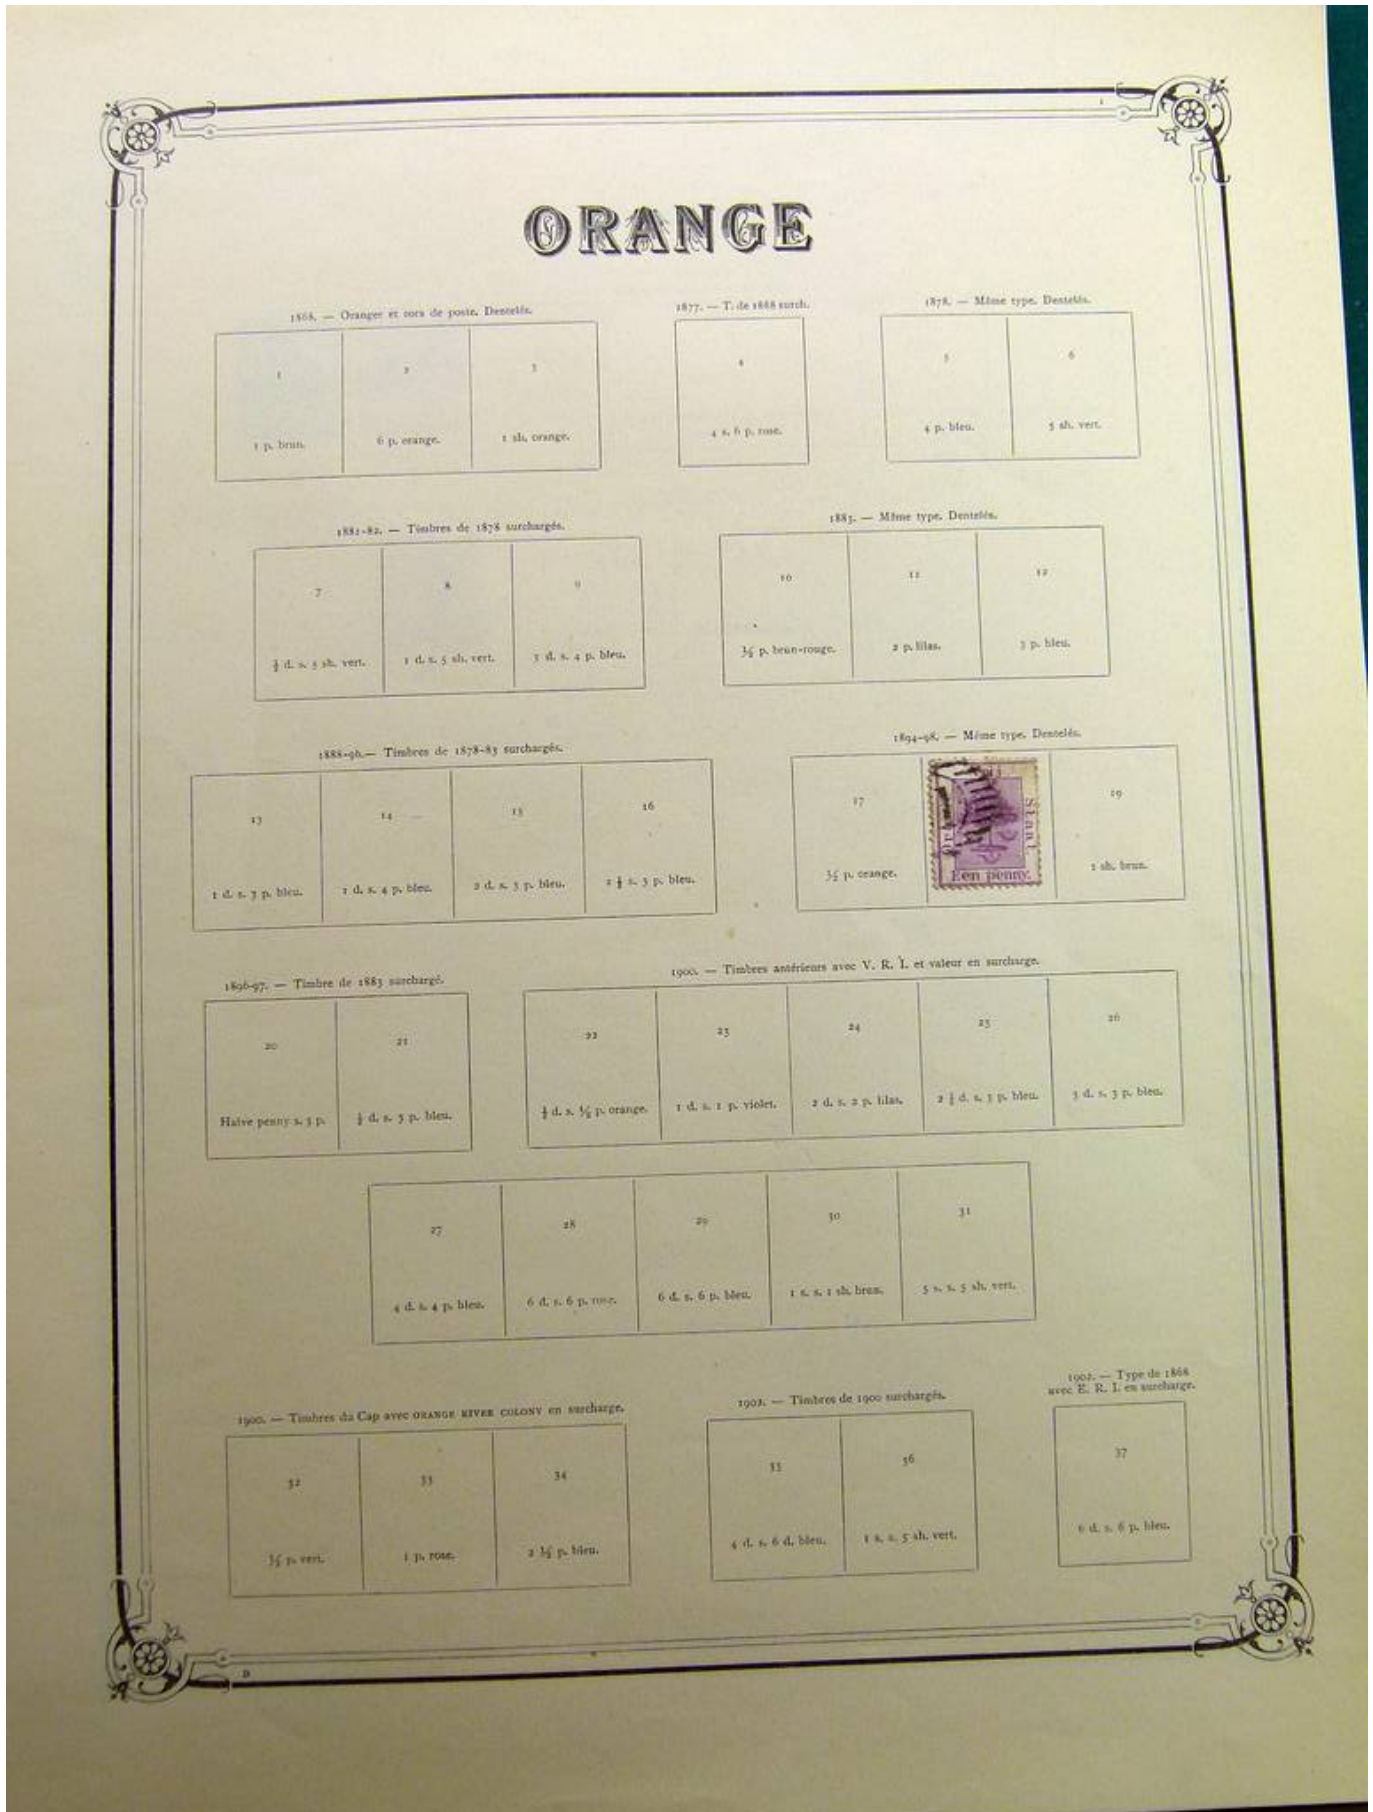 I
ORANGE
1868. — Oranger et cors de poste. Dentelés.
1 2 3
1 p. brun. 6 p. orange. 1 sh. orange.
1877. — T. de 1868 surch.
4
4 s. 6 p. rose.
1878. — Même type. Dentelés.
5 6
4 p. bleu. 5 sh. vert.
1881-82. — Timbres de 1878 surchargés.
7 8 9
½ d. s. 5 sh. vert. 1 d. s. 5 sh. vert. 3 d. s. 4 p. bleu.
1883. — Même type. Dentelés.
10 11 12
½ p. brun-rouge. 2 p. lilas. 3 p. bleu.
1888-96. — Timbres de 1878-83 surchargés.
13 14 15 16
1 d. s. 3 p. bleu. 1 d. s. 4 p. bleu. 2 d. s. 3 p. bleu. 2 ½ s. 3 p. bleu.
1894-98. — Même type. Dentelés.
17 19
½ p. orange. 1 sh. brun.
Staat.
Een penny.
1896-97. — Timbre de 1883 surchargé.
20 21
Halve penny s. 3 p. ½ d. s. 3 p. bleu.
1900. — Timbres antérieurs avec V. R. I. et valeur en surcharge.
22 23 24 25 26
½ d. s. ½ p. orange. 1 d. s. 1 p. violet. 2 d. s. 2 p. lilas. 2 ½ d. s. 3 p. bleu. 3 d. s. 3 p. bleu.
27 28 29 30 31
4 d. s. 4 p. bleu. 6 d. s. 6 p. rose. 6 d. s. 6 p. bleu. 1 s. s. 1 sh. brun. 5 s. s. 5 sh. vert.
1900. — Timbres du Cap avec ORANGE RIVER COLONY en surcharge.
32 33 34
½ p. vert. 1 p. rose. 2 ½ p. bleu.
1902. — Timbres de 1900 surchargés.
35 36
4 d. s. 6 d. bleu. 1 s. s. 5 sh. vert.
1902. — Type de 1868
avec E. R. I. en surcharge.
37
6 d. s. 6 p. bleu.
D